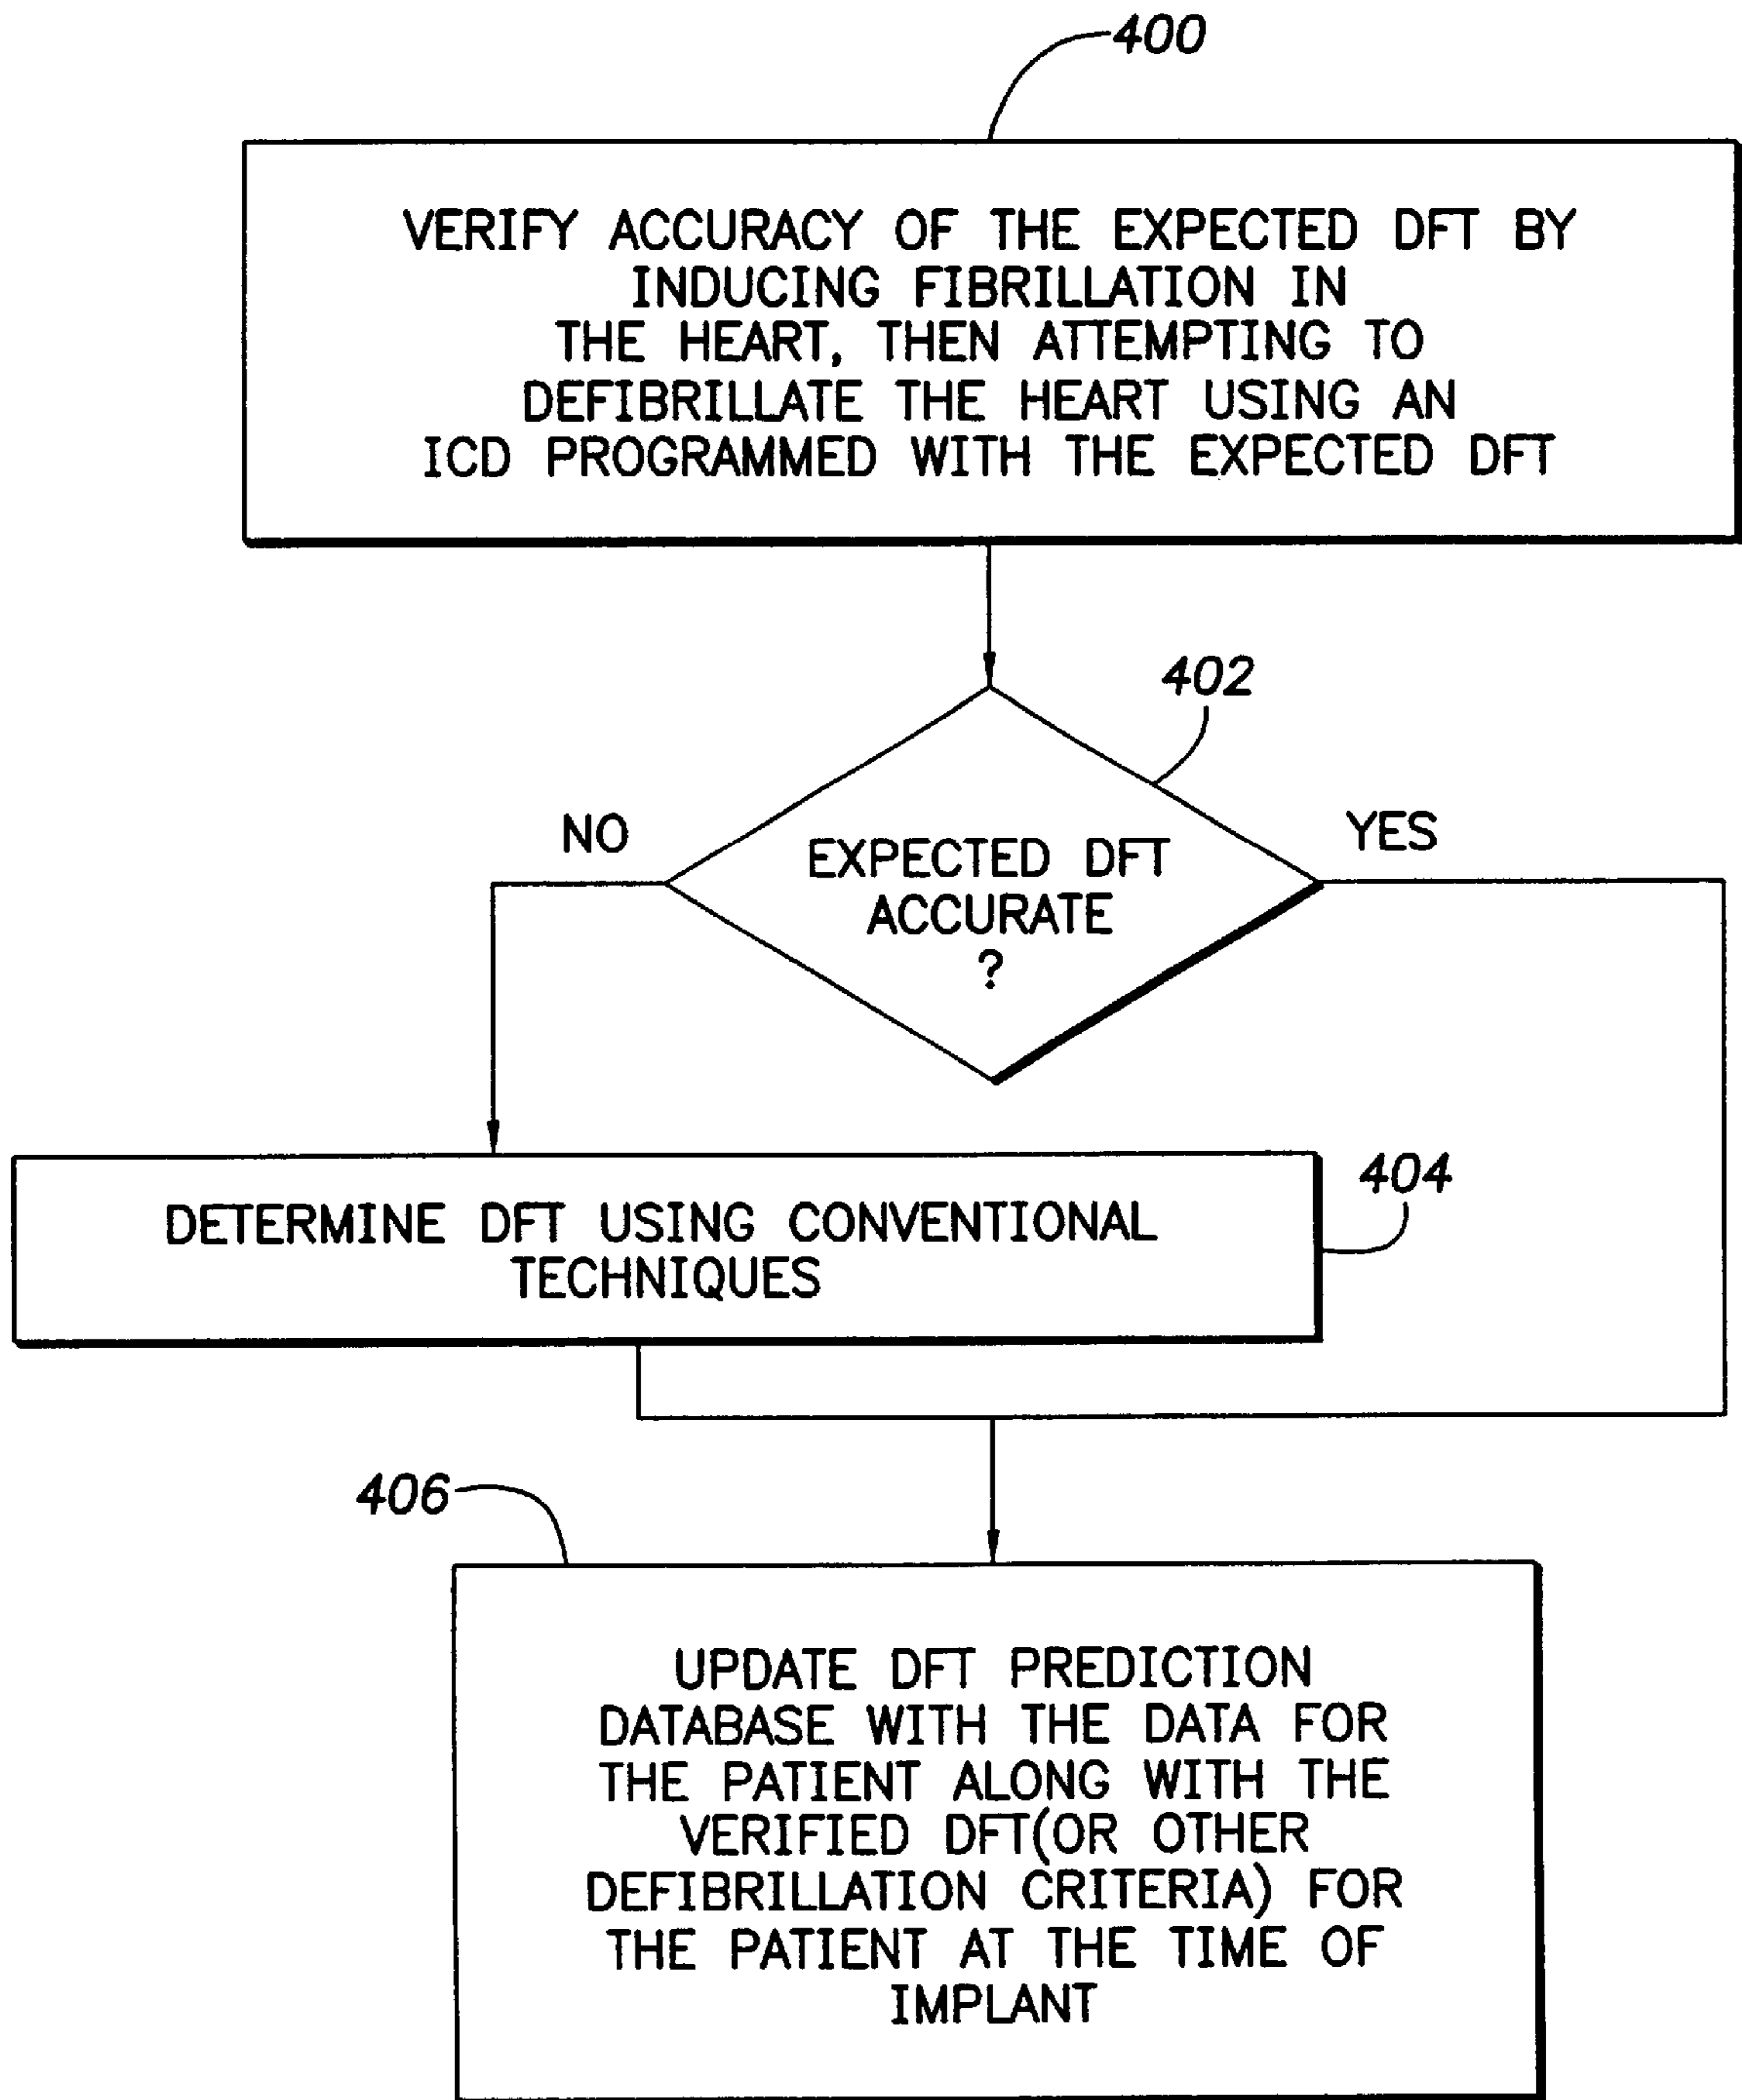 400
VERIFY ACCURACY OF THE EXPECTED DFT BY
INDUCING FIBRILLATION IN
THE HEART, THEN ATTEMPTING TO
DEFIBRILLATE THE HEART USING AN
ICD PROGRAMMED WITH THE EXPECTED DFT
402
NO
YES
EXPECTED DFT
ACCURATE
?
404
DETERMINE DFT USING CONVENTIONAL
TECHNIQUES
406
UPDATE DFT PREDICTION
DATABASE WITH THE DATA FOR
THE PATIENT ALONG WITH THE
VERIFIED DFT(OR OTHER
DEFIBRILLATION CRITERIA) FOR
THE PATIENT AT THE TIME OF
IMPLANT